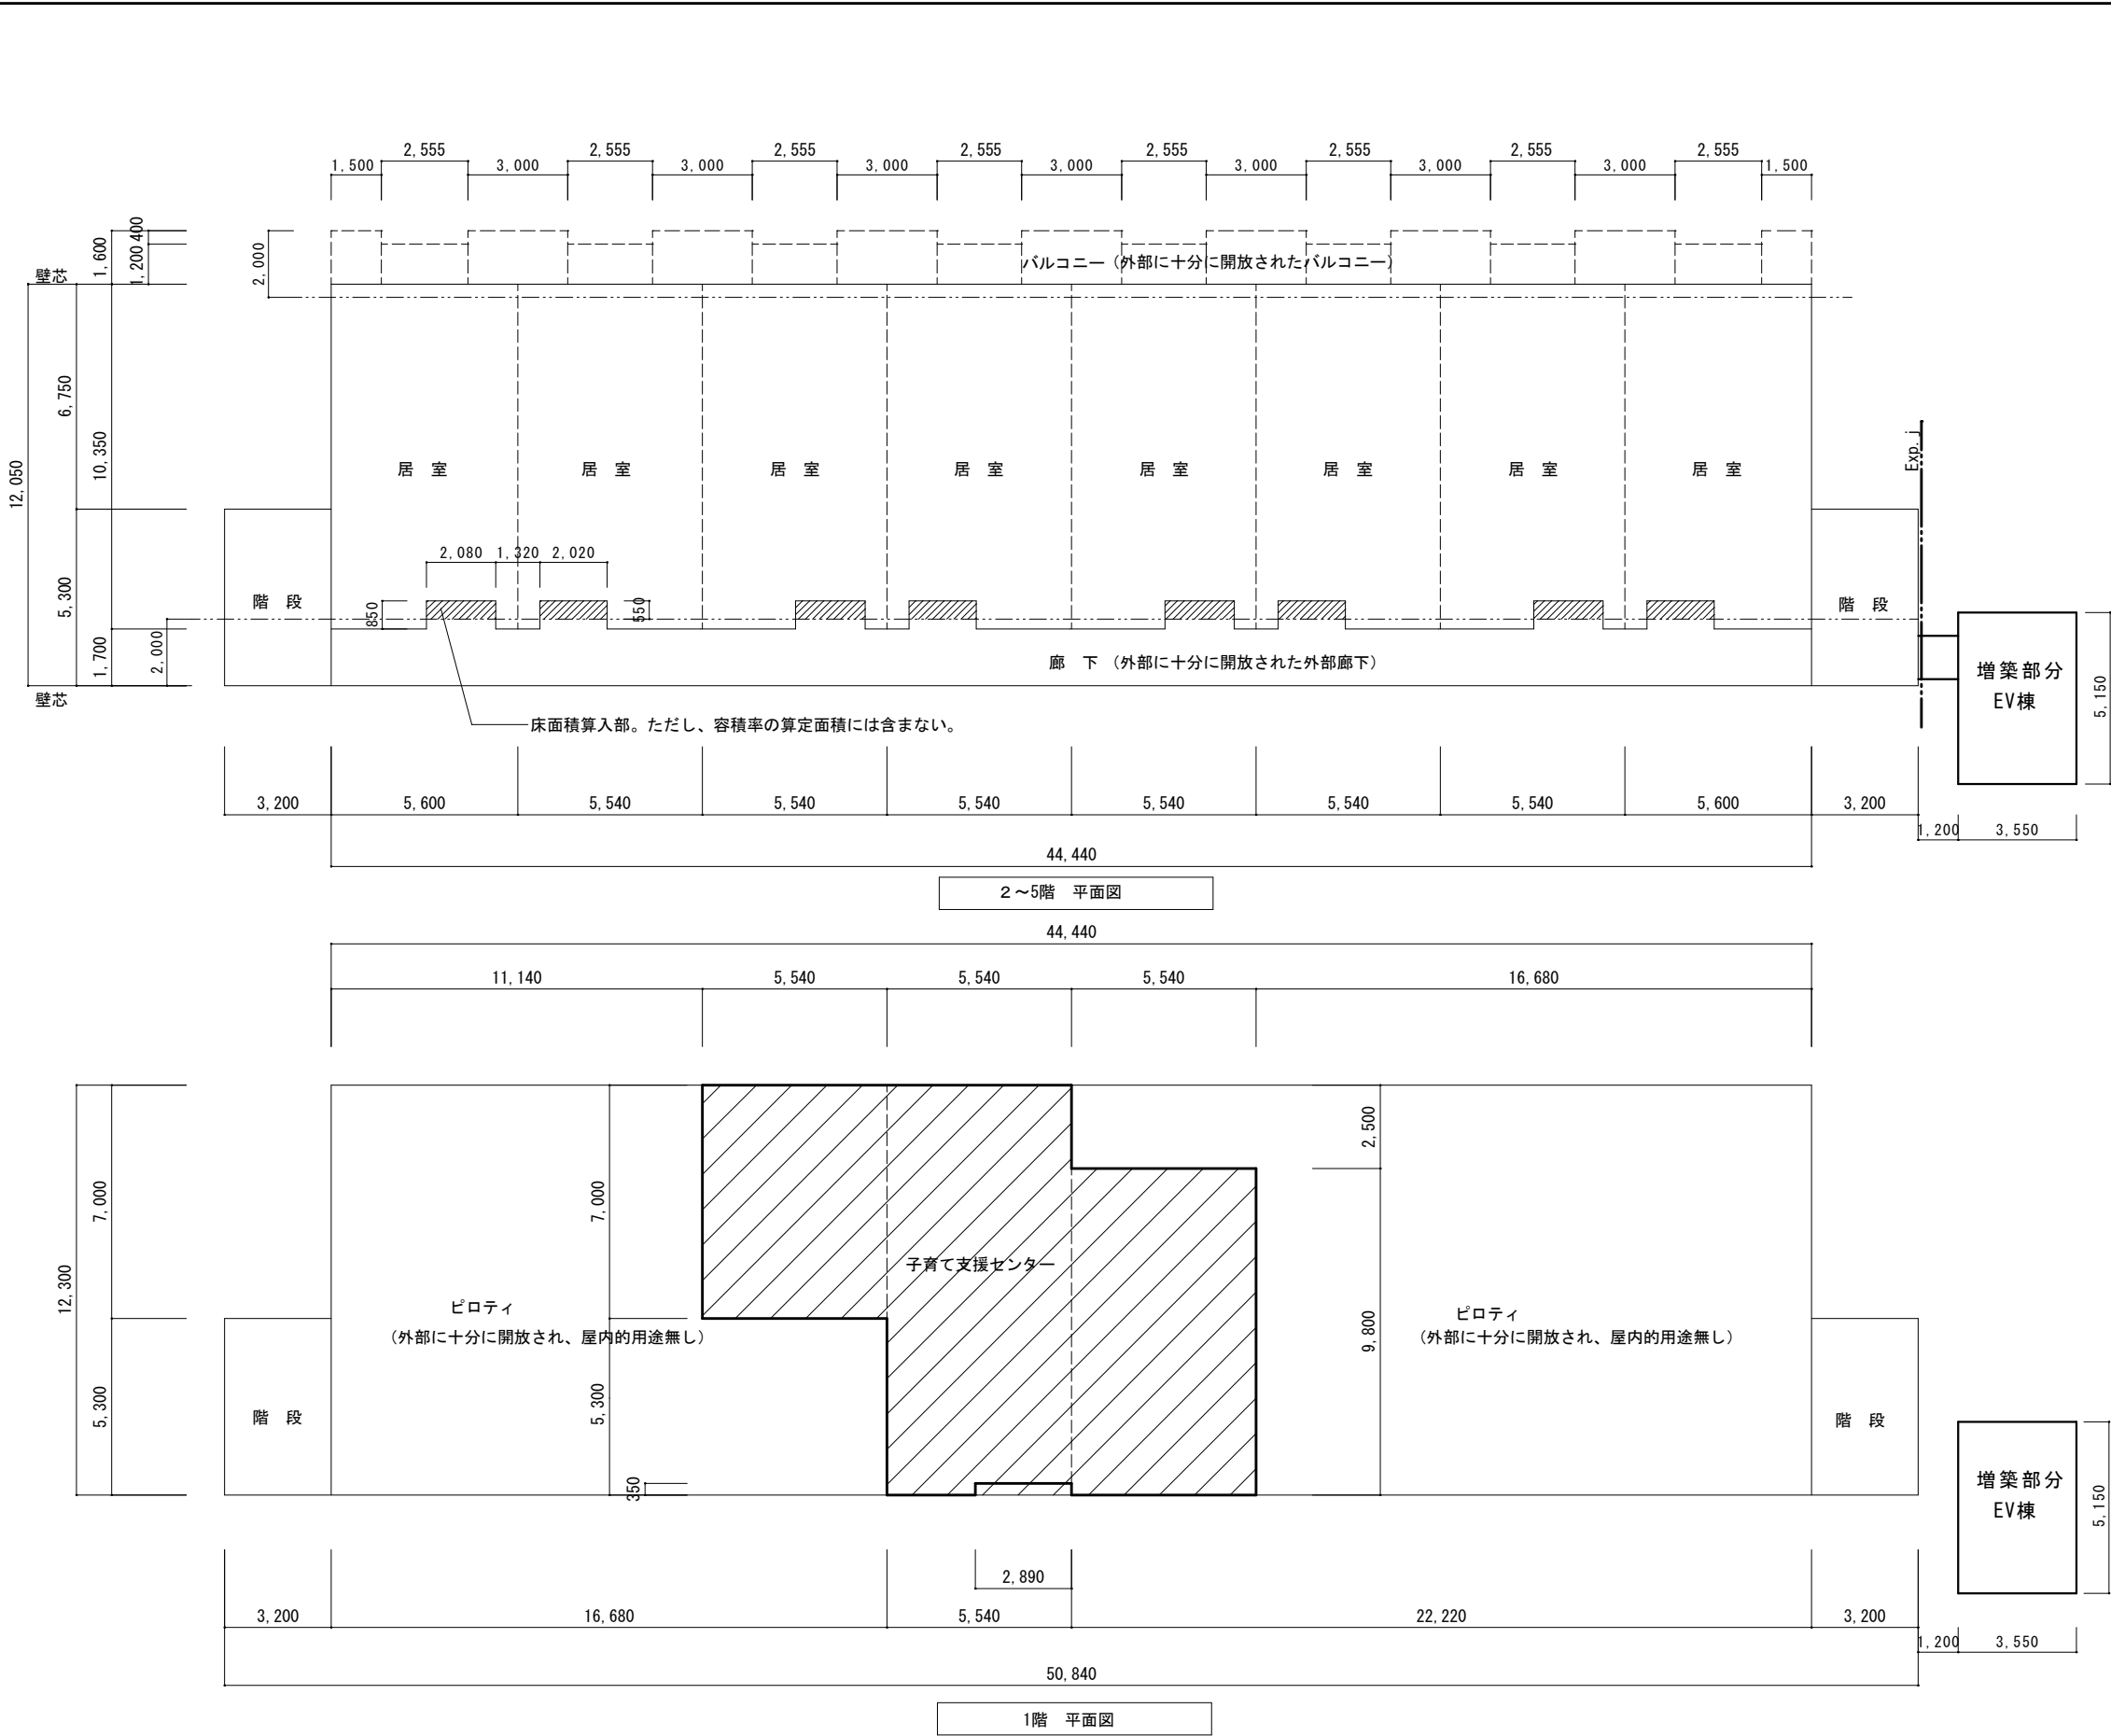 2,555 2,555 2,555 2,555 2,555 2,555 2,555 2,555
1,500 3,000 3,000 3,000 3,000 3,000 3,000 3,000 1,500
1,600
1,200
400
2,000
バルコニー（外部に十分に開放されたバルコニー）
壁芯
12,050
6,750
10,350
居 室 居 室 居 室 居 室 居 室 居 室 居 室 居 室
Exp.j
2,080 1,320 2,020
850
550
5,300
1,700
2,000
階 段
階 段
廊 下 （外部に十分に開放された外部廊下）
壁芯
増築部分
EV棟
5,150
床面積算入部。ただし、容積率の算定面積には含まない。
3,200 5,600 5,540 5,540 5,540 5,540 5,540 5,540 5,600 3,200
1,200 3,550
44,440
２～5階 平面図
44,440
11,140 5,540 5,540 5,540 16,680
12,300
7,000
5,300
7,000
5,300
350
2,500
9,800
子育て支援センター
ピロティ
（外部に十分に開放され、屋内的用途無し）
ピロティ
（外部に十分に開放され、屋内的用途無し）
階 段
階 段
増築部分
EV棟
5,150
2,890
3,200 16,680 5,540 22,220 3,200
1,200 3,550
50,840
1階 平面図